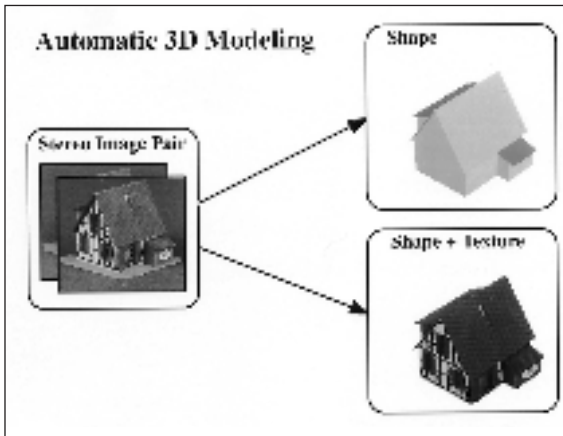 Automatic 3D Modeling
Shape
Stereo Image Pair
Shape + Texture